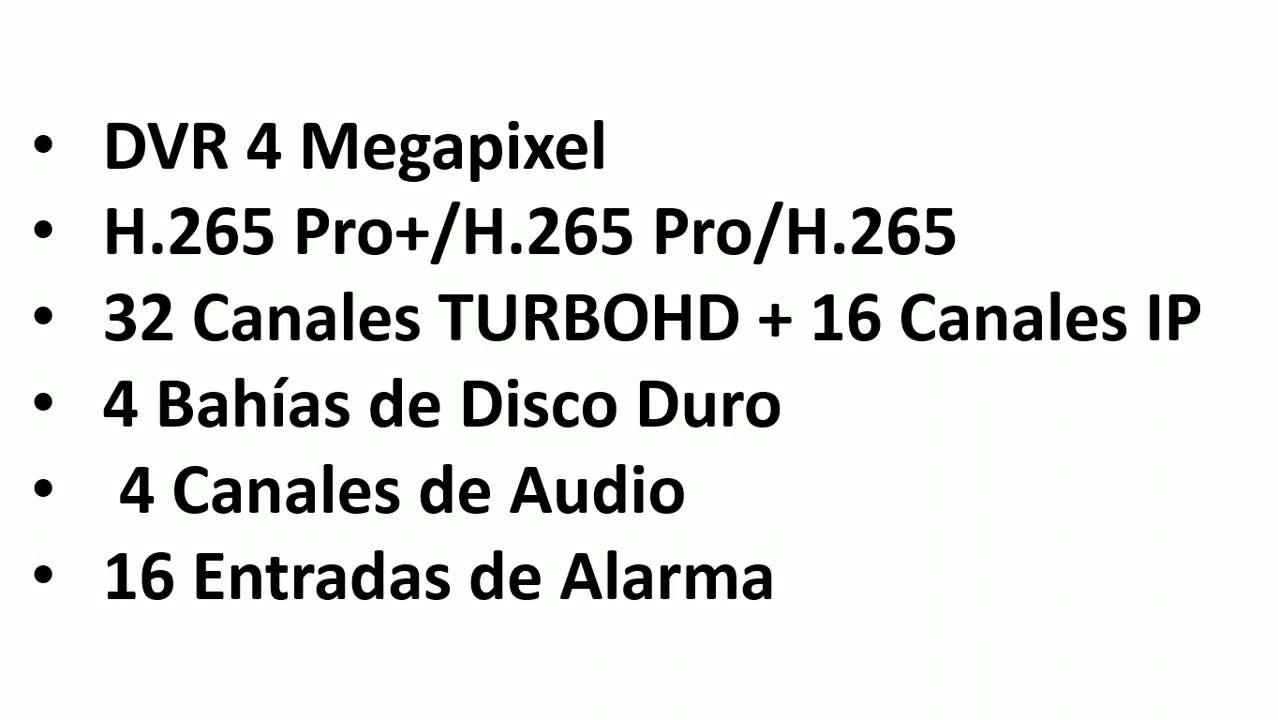 • DVR 4 Megapixel
• H.265 Pro+/H.265 Pro/H.265
• 32 Canales TURBOHD + 16 Canales IP
• 4 Bahías de Disco Duro
• 4 Canales de Audio
• 16 Entradas de Alarma